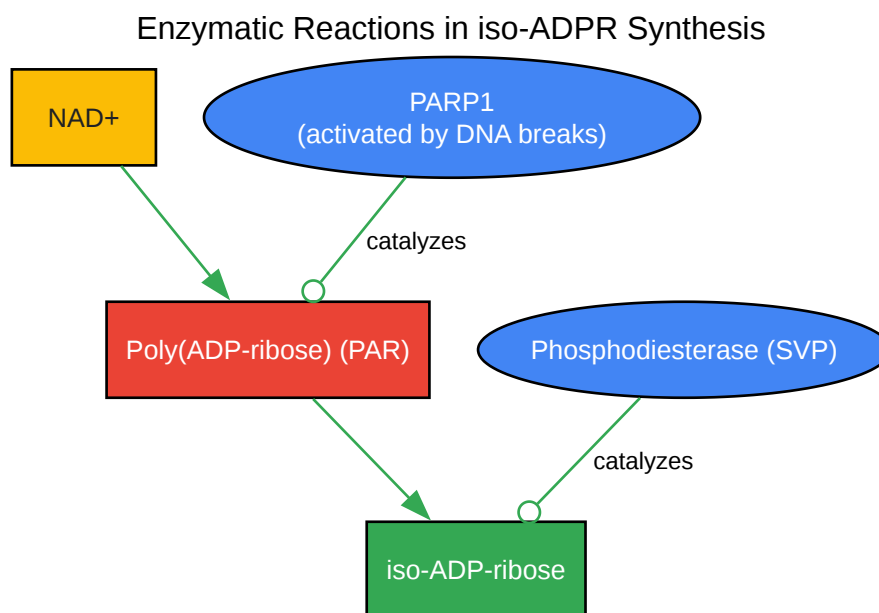 Enzymatic Reactions in iso-ADPR Synthesis
NAD+
PARP1
(activated by DNA breaks)
catalyzes
Poly(ADP-ribose) (PAR)
Phosphodiesterase (SVP)
catalyzes
iso-ADP-ribose